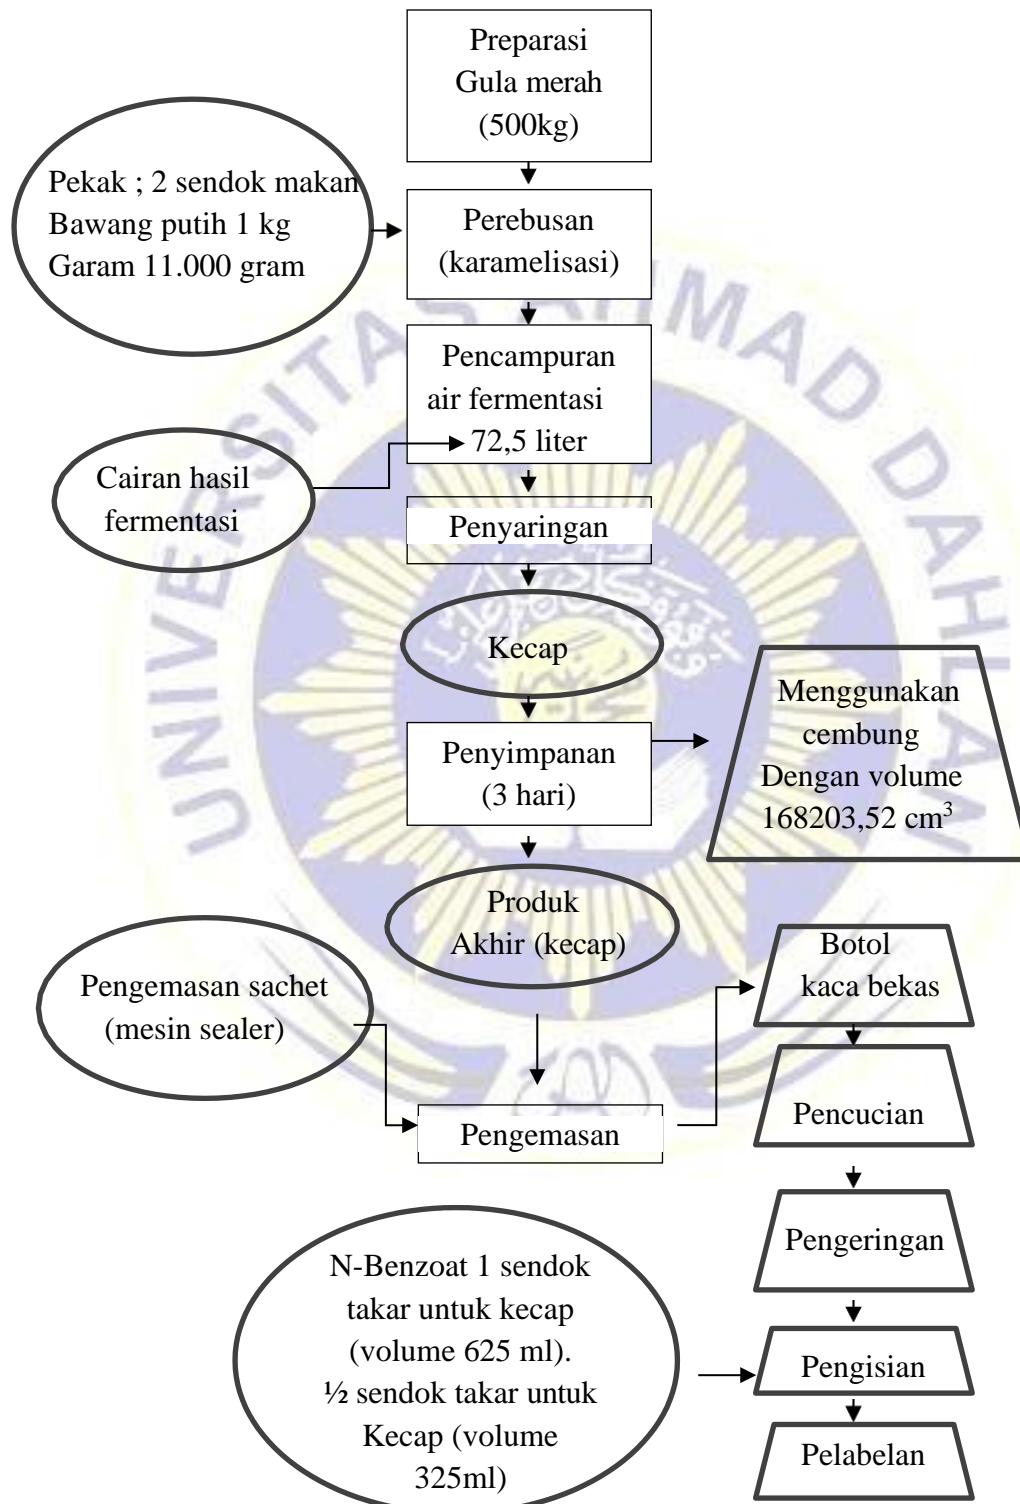 Preparasi
Gula merah
(500kg)
Pekak ; 2 sendok makan
Bawang putih 1 kg
Garam 11.000 gram
Perebusan
(karamelisasi)
Pencampuran
air fermentasi
72,5 liter
Cairan hasil
fermentasi
Penyaringan
Kecap
Penyimpanan
(3 hari)
Menggunakan
cembung
Dengan volume
168203,52 cm³
Produk
Akhir (kecap)
Pengemasan sachet
(mesin sealer)
Pengemasan
Botol
kaca bekas
Pencucian
Pengeringan
N-Benzoat 1 sendok
takar untuk kecap
(volume 625 ml).
½ sendok takar untuk
Kecap (volume
325ml)
Pengisian
Pelabelan
UNIVERSITAS AHMAD DAHLAN